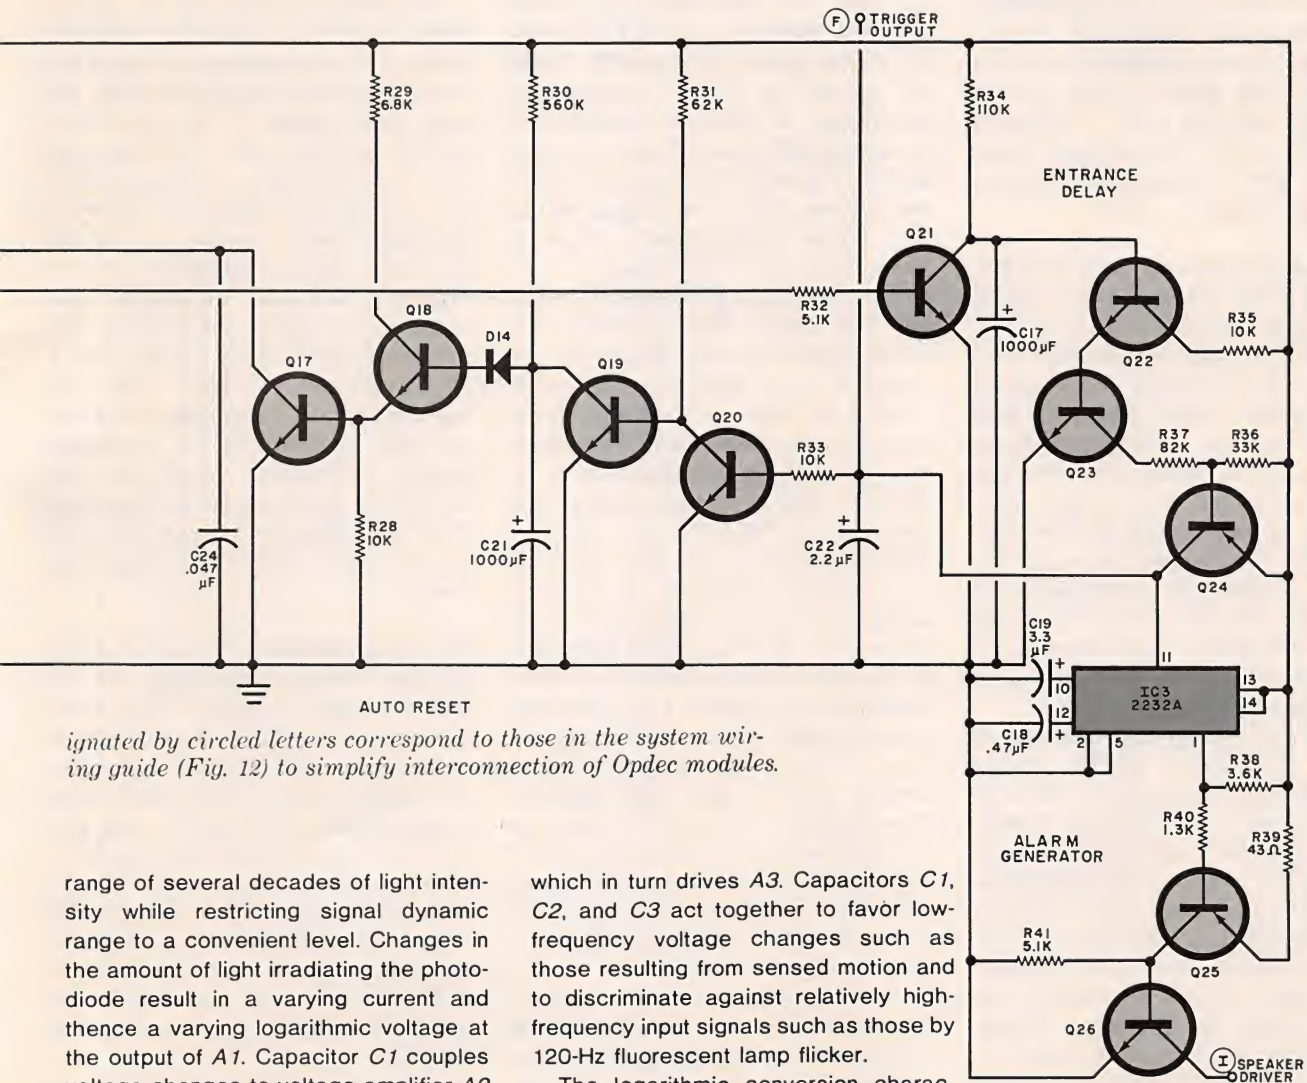 F TRIGGER
OUTPUT
R29
6.8K
R30
560K
R31
62K
R34
110K
ENTRANCE
DELAY
Q21
R32
5.1K
C17
1000µF
Q22
R35
10K
Q18
D14
Q17
Q19
Q20
R33
10K
Q23
R37
82K
R36
33K
R28
10K
C24
.047
µF
C21
1000µF
C22
2.2µF
Q24
C19
3.3
µF
10
11
IC3
2232A
13
14
12
C18
.47µF
2
5
1
AUTO RESET
R38
3.6K
R40
1.3K
R39
43Ω
ALARM
GENERATOR
R41
5.1K
Q25
Q26
I SPEAKER
DRIVER
ignated by circled letters correspond to those in the system wir-
ing guide (Fig. 12) to simplify interconnection of Opdec modules.
range of several decades of light inten-
sity while restricting signal dynamic
range to a convenient level. Changes in
the amount of light irradiating the photo-
diode result in a varying current and
thence a varying logarithmic voltage at
the output of A1. Capacitor C1 couples
voltage changes to voltage amplifier A2
which in turn drives A3. Capacitors C1,
C2, and C3 act together to favor low-
frequency voltage changes such as
those resulting from sensed motion and
to discriminate against relatively high-
frequency input signals such as those by
120-Hz fluorescent lamp flicker.
The logarithmic conversion charac-